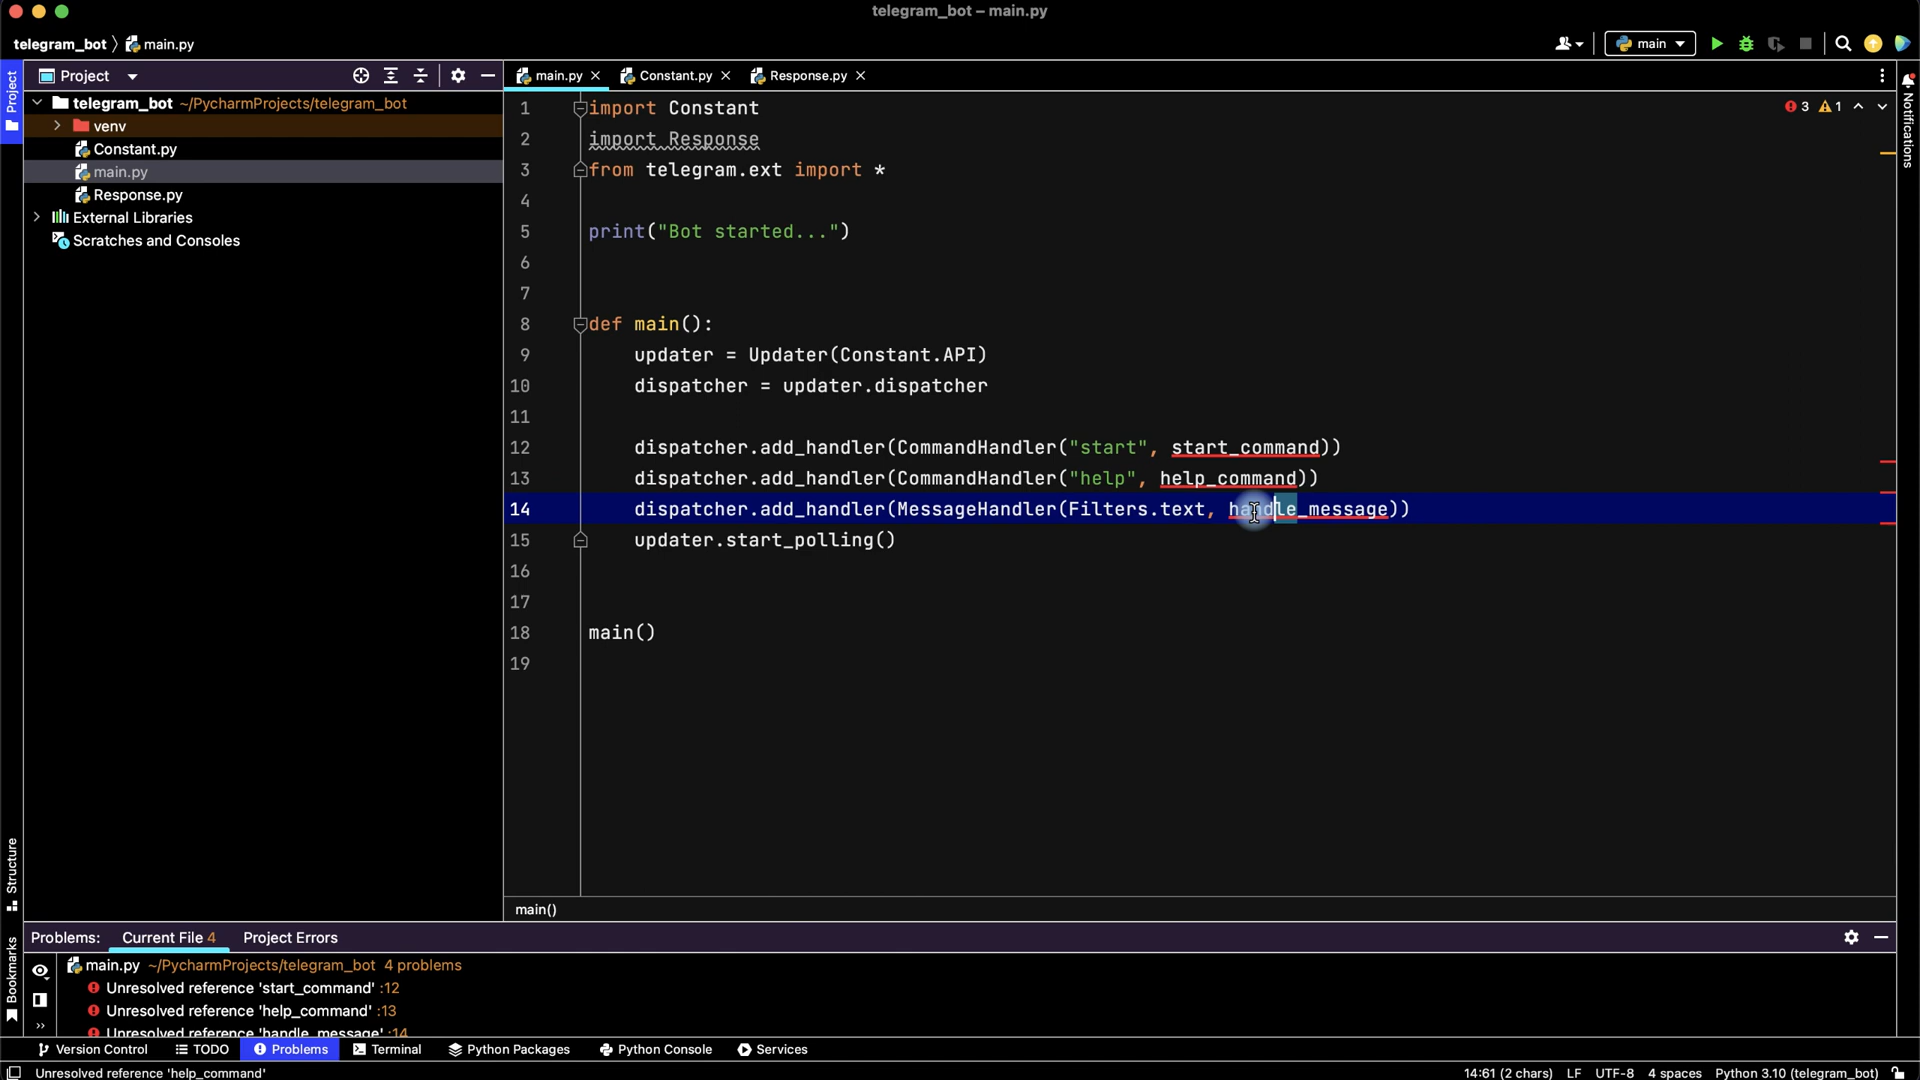 telegram_bot – main.py
telegram_bot 〉 main.py
main
Project
main.py
Constant.py
Response.py
Project
telegram_bot ~/PycharmProjects/telegram_bot
venv
Constant.py
main.py
Response.py
External Libraries
Scratches and Consoles
3 1
Notifications
1 import Constant
2 import Response
3 from telegram.ext import *
4
5 print("Bot started...")
6
7
8 def main():
9 updater = Updater(Constant.API)
10 dispatcher = updater.dispatcher
11
12 dispatcher.add_handler(CommandHandler("start", start_command))
13 dispatcher.add_handler(CommandHandler("help", help_command))
14 dispatcher.add_handler(MessageHandler(Filters.text, handle_message))
15 updater.start_polling()
16
17
18 main()
19
main()
Structure
Bookmarks
Problems: Current File 4 Project Errors
main.py ~/PycharmProjects/telegram_bot 4 problems
Unresolved reference 'start_command' :12
Unresolved reference 'help_command' :13
Unresolved reference 'handle_message' :14
Version Control TODO Problems Terminal Python Packages Python Console Services
Unresolved reference 'help_command'
14:61 (2 chars) LF UTF-8 4 spaces Python 3.10 (telegram_bot)